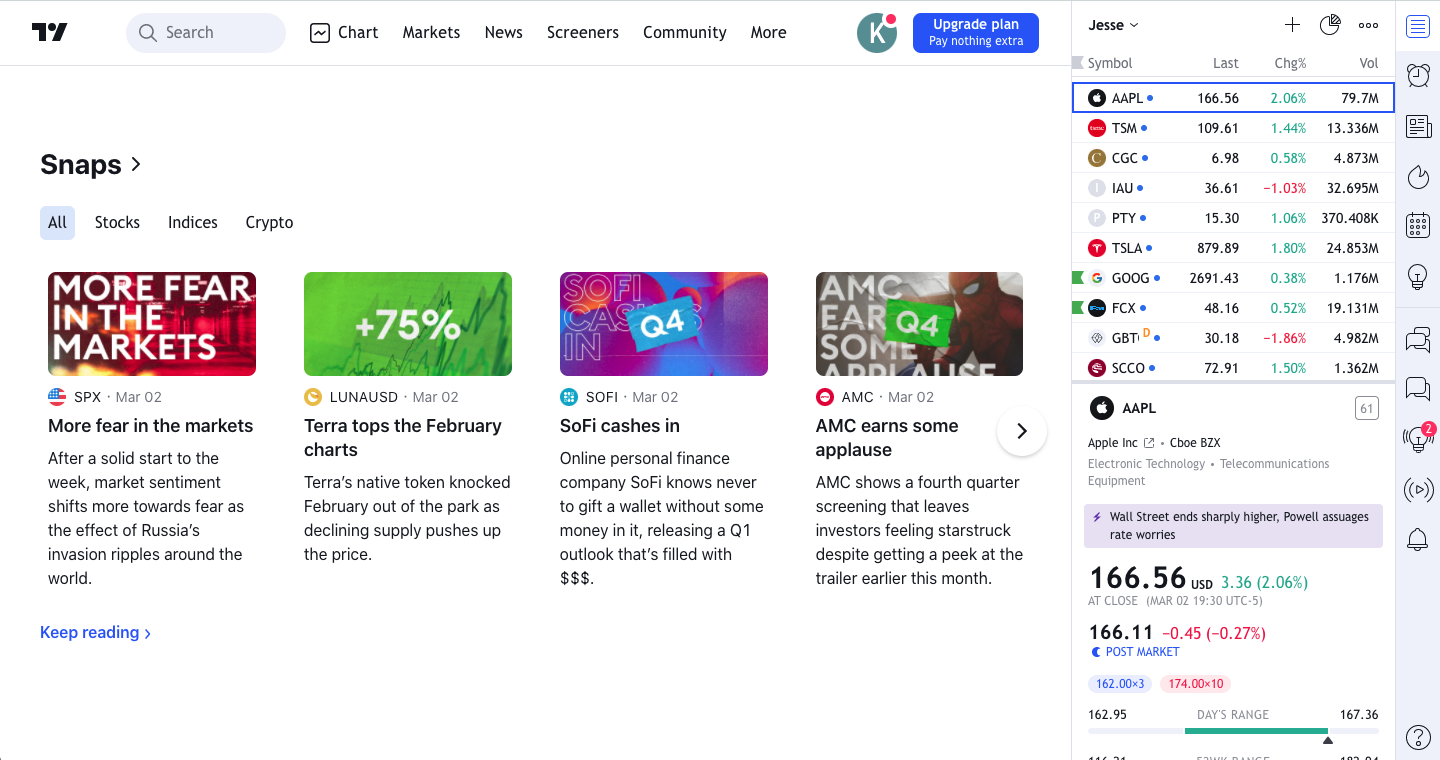 Search
Chart
Markets
News
Screeners
Community
More
K
Upgrade plan
Pay nothing extra
Snaps
All
Stocks
Indices
Crypto
MORE FEAR
IN THE
MARKETS
SPX · Mar 02
More fear in the markets
After a solid start to the
week, market sentiment
shifts more towards fear as
the effect of Russia’s
invasion ripples around the
world.
+75%
LUNAUSD · Mar 02
Terra tops the February
charts
Terra’s native token knocked
February out of the park as
declining supply pushes up
the price.
SOFI
CASHES
IN
Q4
SOFI · Mar 02
SoFi cashes in
Online personal finance
company SoFi knows never
to gift a wallet without some
money in it, releasing a Q1
outlook that’s filled with
$$$.
AMC
EARNS
SOME
APPLAUSE
Q4
AMC · Mar 02
AMC earns some
applause
AMC shows a fourth quarter
screening that leaves
investors feeling starstruck
despite getting a peek at the
trailer earlier this month.
Keep reading
Jesse
Symbol Last Chg% Vol
AAPL 166.56 2.06% 79.7M
TSM 109.61 1.44% 13.336M
C CGC 6.98 0.58% 4.873M
I IAU 36.61 −1.03% 32.695M
P PTY 15.30 1.06% 370.408K
TSLA 879.89 1.80% 24.853M
GOOG 2691.43 0.38% 1.176M
FCX 48.16 0.52% 19.131M
GBTC D 30.18 −1.86% 4.982M
SCCO 72.91 1.50% 1.362M
AAPL
61
Apple Inc • Cboe BZX
Electronic Technology • Telecommunications
Equipment
Wall Street ends sharply higher, Powell assuages
rate worries
166.56 USD 3.36 (2.06%)
AT CLOSE (MAR 02 19:30 UTC-5)
166.11 −0.45 (−0.27%)
POST MARKET
162.00×3 174.00×10
162.95 DAY'S RANGE 167.36
2